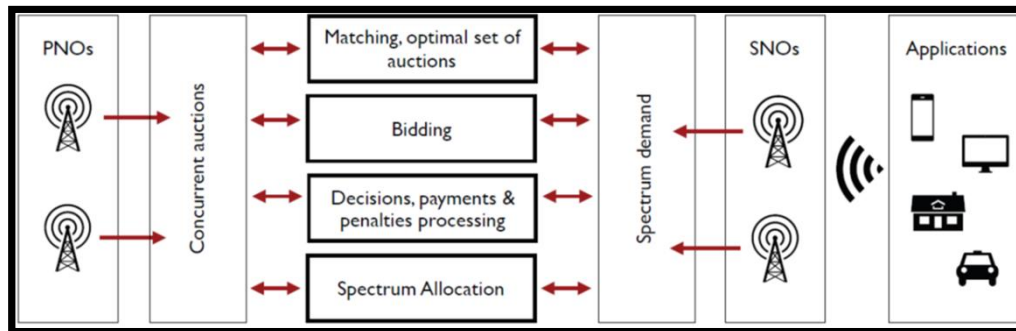 PNOs
Concurrent auctions
Matching, optimal set of
auctions
Bidding
Decisions, payments &
penalties processing
Spectrum Allocation
Spectrum demand
SNOs
Applications